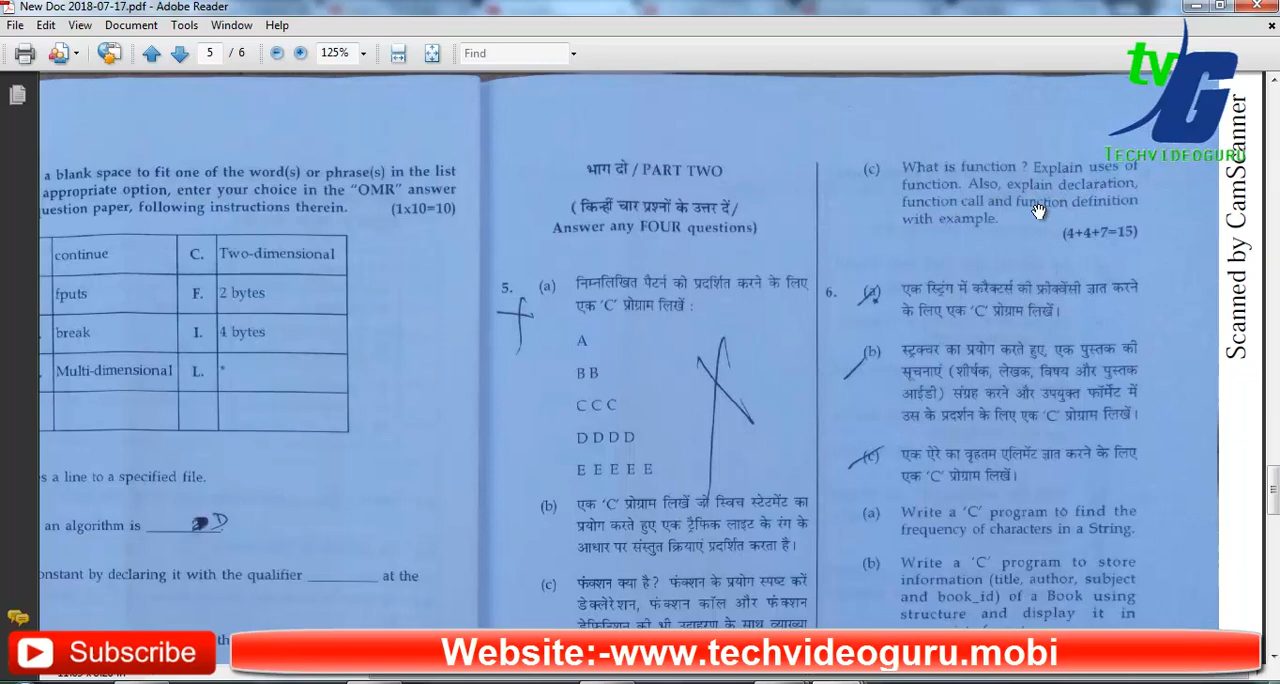 New Doc 2018-07-17.pdf - Adobe Reader
File Edit View Document Tools Window Help
5 / 6 125% Find
tv G
TECHVIDEOGURU
a blank space to fit one of the word(s) or phrase(s) in the list
appropriate option, enter your choice in the "OMR" answer
uestion paper, following instructions therein. (1x10=10)
continue C. Two-dimensional
fputs F. 2 bytes
break I. 4 bytes
Multi-dimensional L. *
s a line to a specified file.
an algorithm is D
onstant by declaring it with the qualifier ________ at the
भाग दो / PART TWO
( किन्हीं चार प्रश्नों के उत्तर दें /
Answer any FOUR questions)
5. (a) निम्नलिखित पैटर्न को प्रदर्शित करने के लिए
एक 'C' प्रोग्राम लिखें :
A
B B
C C C
D D D D
E E E E E
(b) एक 'C' प्रोग्राम लिखें जो स्विच स्टेटमेंट का
प्रयोग करते हुए एक ट्रैफिक लाइट के रंग के
आधार पर संस्तुत क्रियाएं प्रदर्शित करता है।
(c) फंक्शन क्या है? फंक्शन के प्रयोग स्पष्ट करें
डेक्लेरेशन, फंक्शन कॉल और फंक्शन
डेफिनिशन की भी उदाहरण के साथ व्याख्या
(c) What is function ? Explain uses of
function. Also, explain declaration,
function call and function definition
with example.
(4+4+7=15)
6. (a) एक स्ट्रिंग में करैक्टर्स की फ्रीक्वेंसी ज्ञात करने
के लिए एक 'C' प्रोग्राम लिखें।
(b) स्ट्रक्चर का प्रयोग करते हुए, एक पुस्तक की
सूचनाएं (शीर्षक, लेखक, विषय और पुस्तक
आईडी) संग्रह करने और उपयुक्त फॉर्मेट में
उस के प्रदर्शन के लिए एक 'C' प्रोग्राम लिखें।
(c) एक ऐरे का वृहतम एलिमेंट ज्ञात करने के लिए
एक 'C' प्रोग्राम लिखें।
(a) Write a 'C' program to find the
frequency of characters in a String.
(b) Write a 'C' program to store
information (title, author, subject
and book_id) of a Book using
structure and display it in
Scanned by CamScanner
Subscribe
Website:-www.techvideoguru.mobi